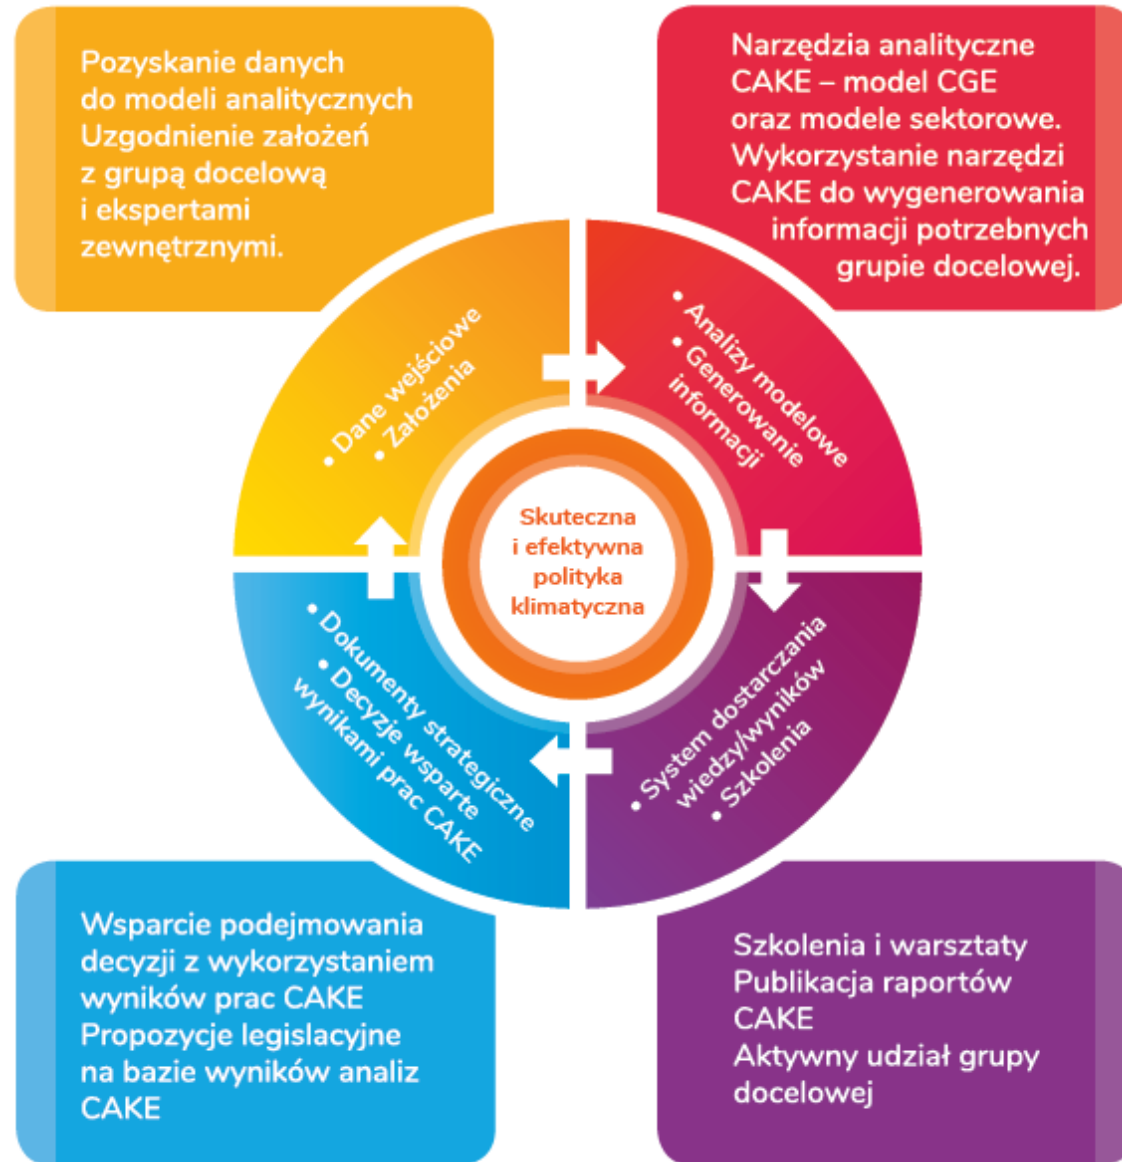 Pozyskanie danych
do modeli analitycznych
Uzgodnienie założeń
z grupą docelową
i ekspertami
zewnętrznymi.
Narzędzia analityczne
CAKE – model CGE
oraz modele sektorowe.
Wykorzystanie narzędzi
CAKE do wygenerowania
informacji potrzebnych
grupie docelowej.
• Dane wejściowe
• Założenia
• Analizy modelowe
• Generowanie
informacji
Skuteczna
i efektywna
polityka
klimatyczna
• Dokumenty strategiczne
• Decyzje wsparte
wynikami prac CAKE
• System dostarczania
wiedzy/wyników
• Szkolenia
Wsparcie podejmowania
decyzji z wykorzystaniem
wyników prac CAKE
Propozycje legislacyjne
na bazie wyników analiz
CAKE
Szkolenia i warsztaty
Publikacja raportów
CAKE
Aktywny udział grupy
docelowej